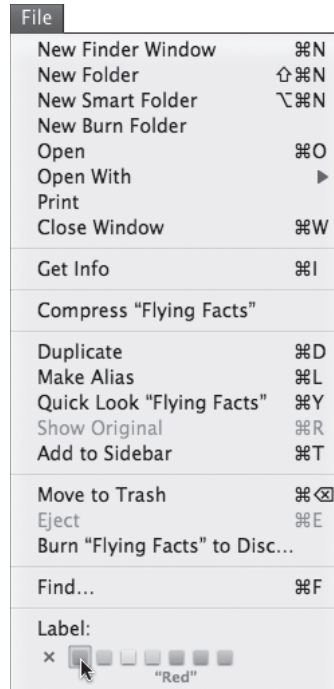 File
New Finder Window ⌘N
New Folder ⇧⌘N
New Smart Folder ⌥⌘N
New Burn Folder
Open ⌘O
Open With ▶
Print
Close Window ⌘W
Get Info ⌘I
Compress “Flying Facts”
Duplicate ⌘D
Make Alias ⌘L
Quick Look “Flying Facts” ⌘Y
Show Original ⌘R
Add to Sidebar ⌘T
Move to Trash ⌘⌫
Eject ⌘E
Burn “Flying Facts” to Disc...
Find... ⌘F
Label:
×
“Red”